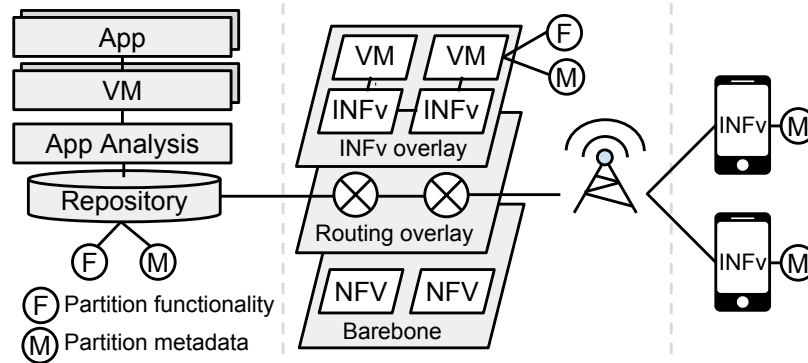 App
VM
App Analysis
Repository
F
M
F Partition functionality
M Partition metadata
VM
VM
F
M
INFv
INFv
INFv overlay
Routing overlay
NFV
NFV
Barebone
INFv
M
INFv
M